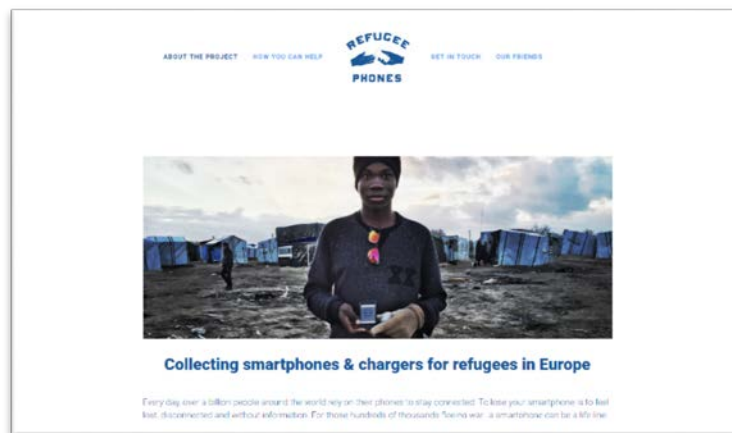 ABOUT THE PROJECT
HOW YOU CAN HELP
REFUGEE
PHONES
GET IN TOUCH
OUR FRIENDS
Collecting smartphones & chargers for refugees in Europe
Every day, over a billion people around the world rely on their phones to stay connected. To lose your smartphone is to feel
lost, disconnected and without information. For those hundreds of thousands fleeing war, a smartphone can be a life line